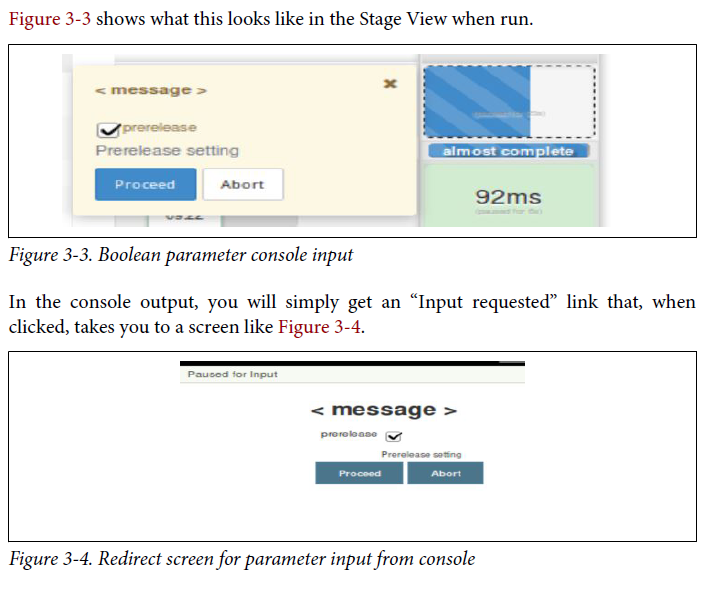 Figure 3-3 shows what this looks like in the Stage View when run.
< message >
prerelease
Prerelease setting
Proceed Abort
almost complete
92ms
Figure 3-3. Boolean parameter console input
In the console output, you will simply get an “Input requested” link that, when
clicked, takes you to a screen like Figure 3-4.
Paused for Input
< message >
prerelease
Prerelease setting
Proceed Abort
Figure 3-4. Redirect screen for parameter input from console